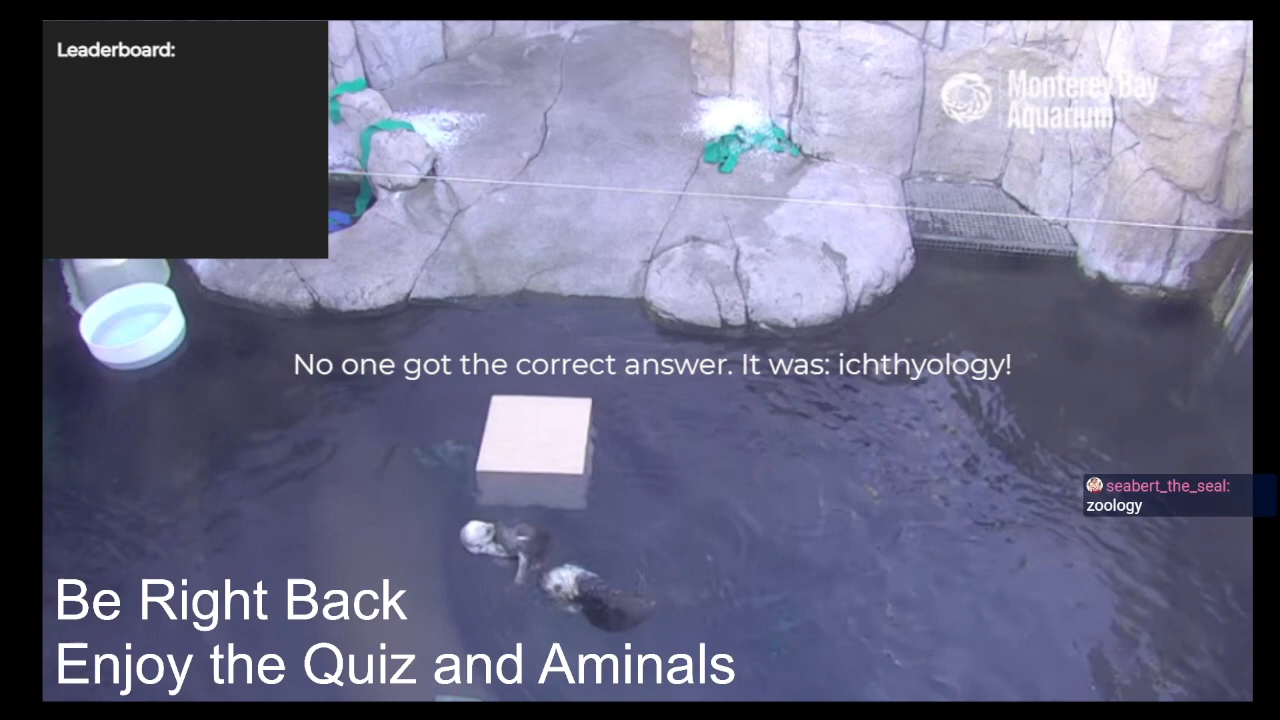 Leaderboard:
Monterey Bay
Aquarium
No one got the correct answer. It was: ichthyology!
seabert_the_seal:
zoology
Be Right Back
Enjoy the Quiz and Aminals